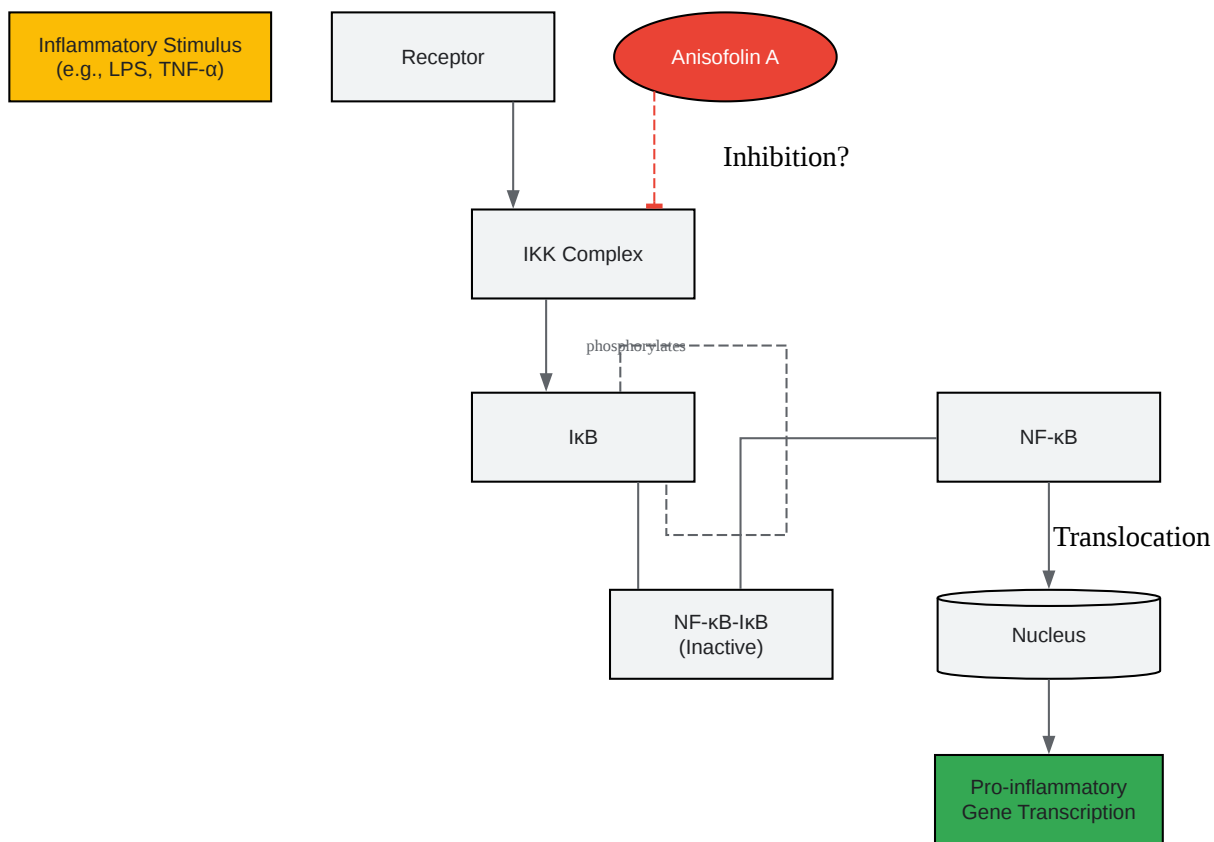 Inflammatory Stimulus
(e.g., LPS, TNF-α)
Receptor
Anisofolin A
Inhibition?
IKK Complex
phosphorylates
IκB
NF-κB
Translocation
NF-κB-IκB
(Inactive)
Nucleus
Pro-inflammatory
Gene Transcription